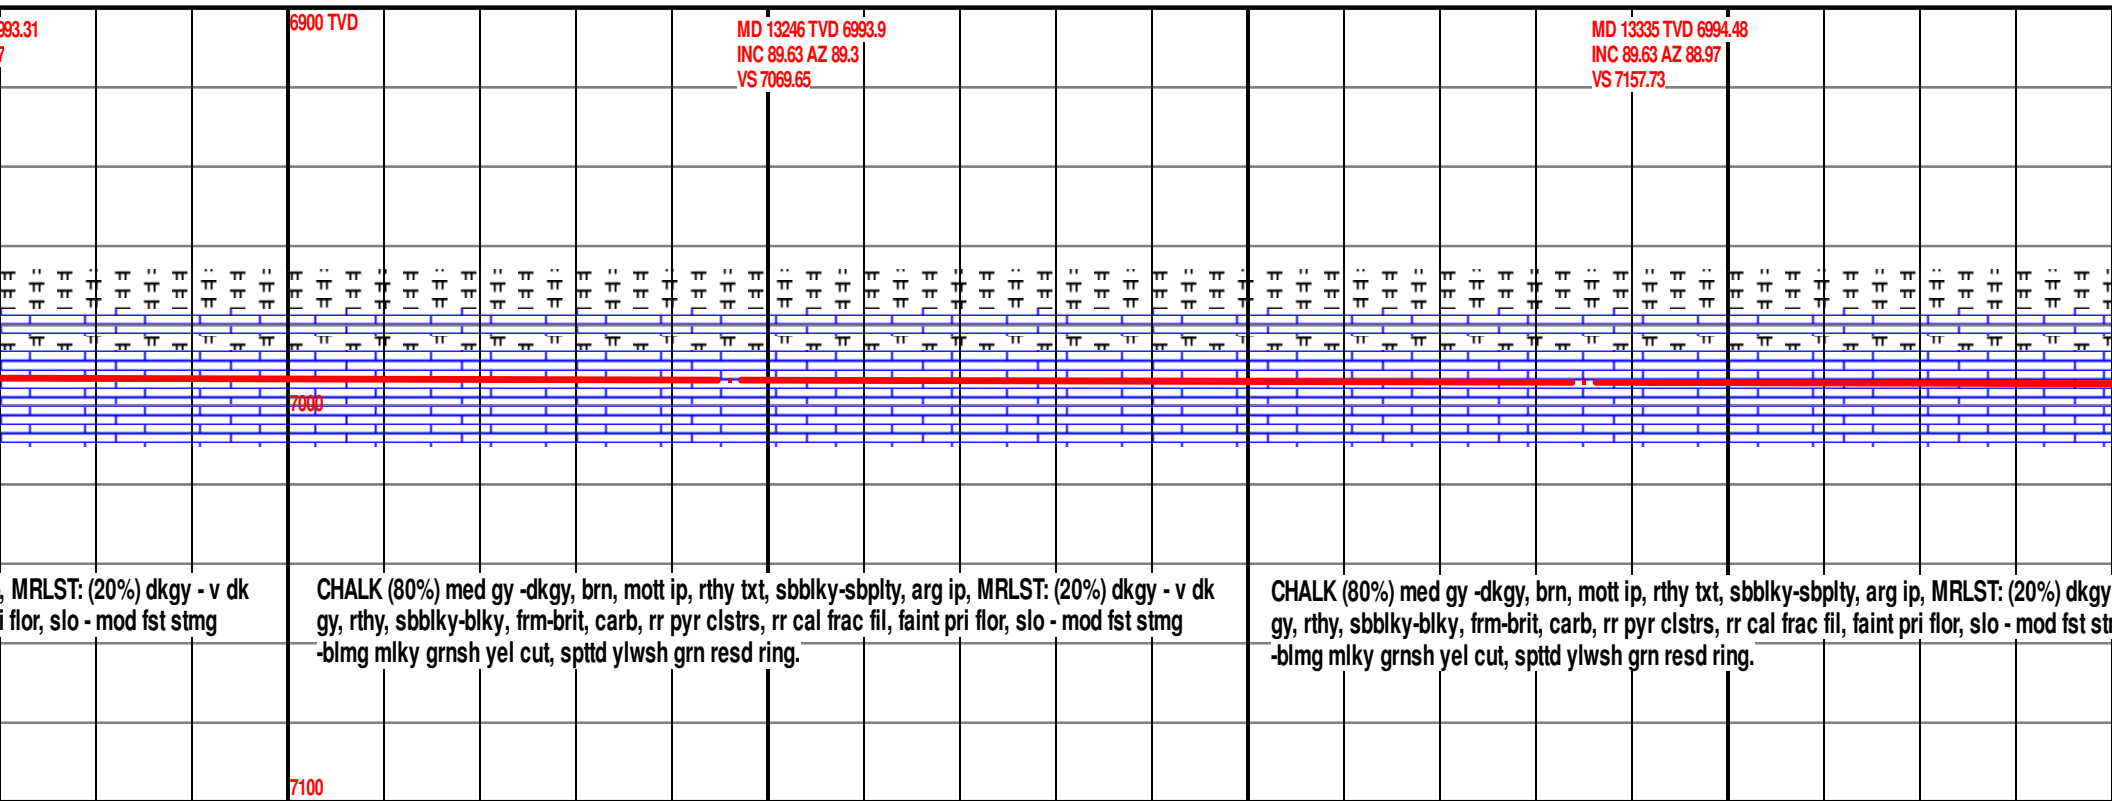 993.31
7
6900 TVD
MD 13246 TVD 6993.9
INC 89.63 AZ 89.3
VS 7069.65
MD 13335 TVD 6994.48
INC 89.63 AZ 88.97
VS 7157.73
7000
, MRLST: (20%) dkgy - v dk
i flor, slo - mod fst stmg
CHALK (80%) med gy -dkgy, brn, mott ip, rthy txt, sbblky-sbplty, arg ip, MRLST: (20%) dkgy - v dk
gy, rthy, sbblky-blky, frm-brit, carb, rr pyr clstrs, rr cal frac fil, faint pri flor, slo - mod fst stmg
-blmg mlky grnsh yel cut, spttd ylwsh grn resd ring.
CHALK (80%) med gy -dkgy, brn, mott ip, rthy txt, sbblky-sbplty, arg ip, MRLST: (20%) dkgy
gy, rthy, sbblky-blky, frm-brit, carb, rr pyr clstrs, rr cal frac fil, faint pri flor, slo - mod fst
-blmg mlky grnsh yel cut, spttd ylwsh grn resd ring.
7100